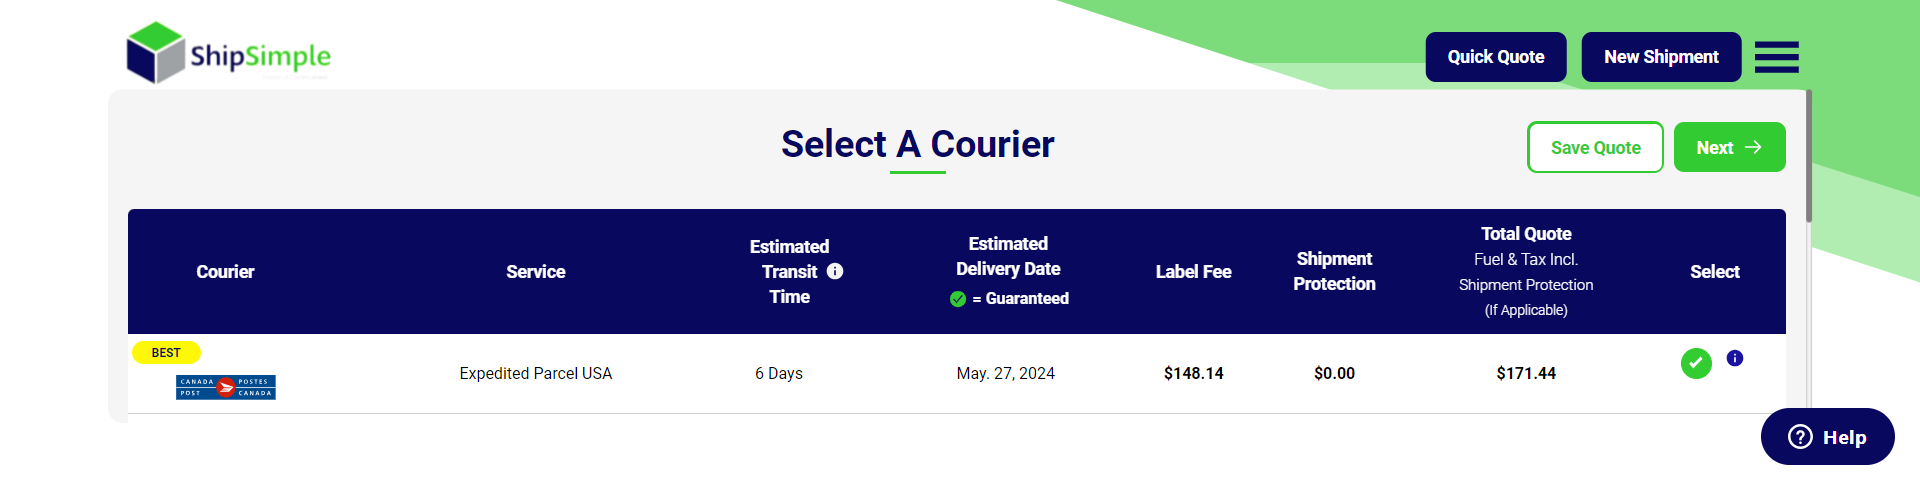 ShipSimple
Quick Quote
New Shipment
Select A Courier
Save Quote
Next
Courier
Service
Estimated
Transit
Time
Estimated
Delivery Date
= Guaranteed
Label Fee
Shipment
Protection
Total Quote
Fuel & Tax Incl.
Shipment Protection
(If Applicable)
Select
BEST
CANADA POSTES
POST CANADA
Expedited Parcel USA
6 Days
May. 27, 2024
$148.14
$0.00
$171.44
Help